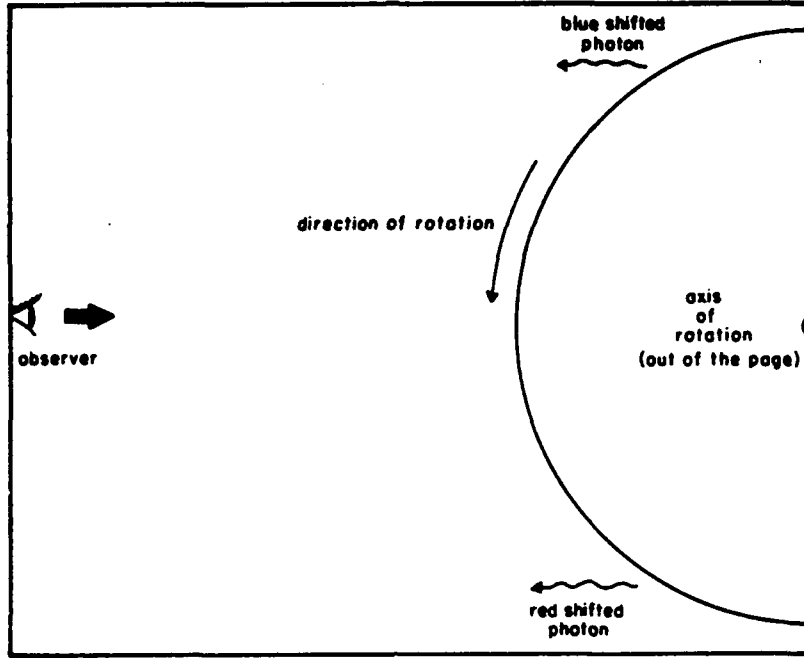 blue shifted
photon
direction of rotation
axis
of
rotation
(out of the page)
observer
red shifted
photon